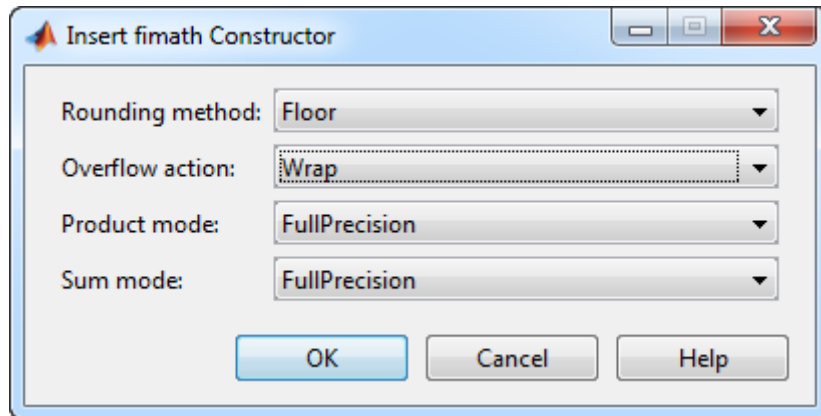 Insert fimath Constructor
Rounding method: Floor
Overflow action: Wrap
Product mode: FullPrecision
Sum mode: FullPrecision
OK Cancel Help